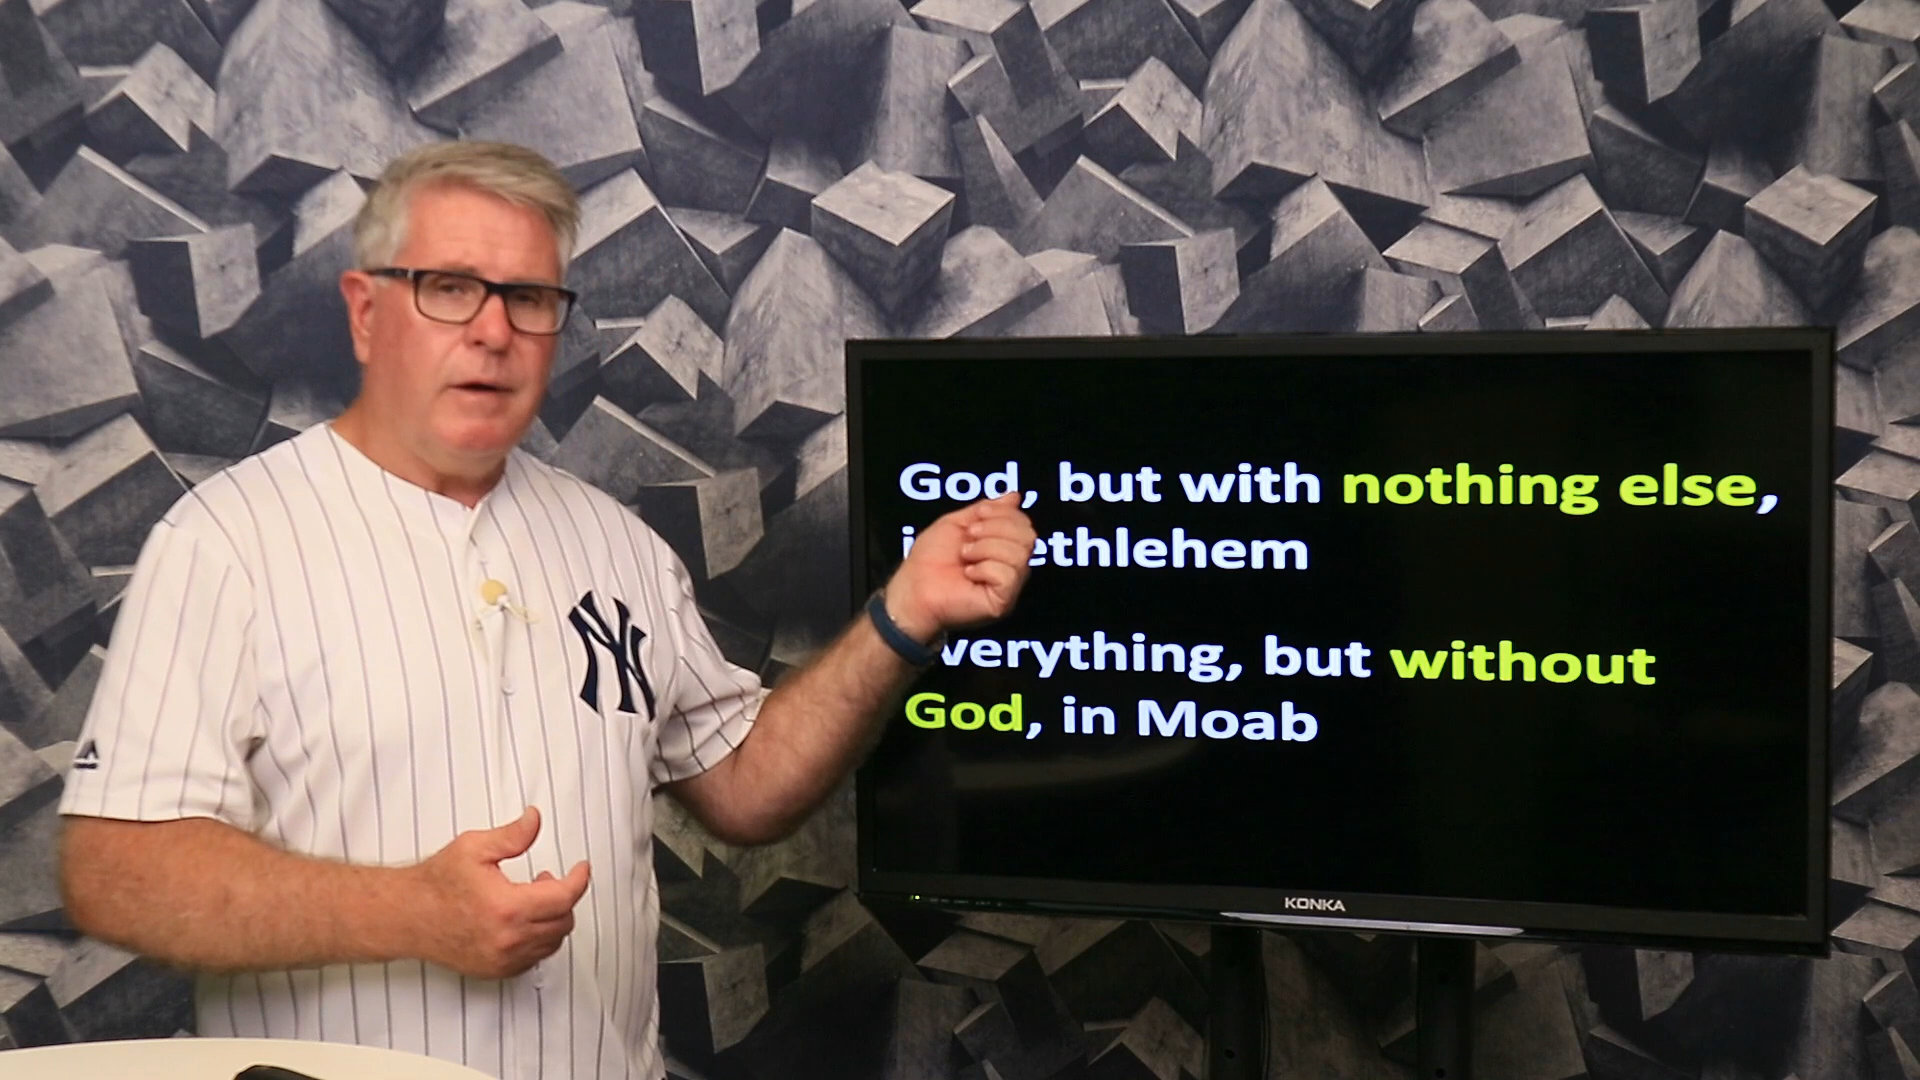 God, but with nothing else,
ethlehem
verything, but without
God, in Moab
NY
KONKA